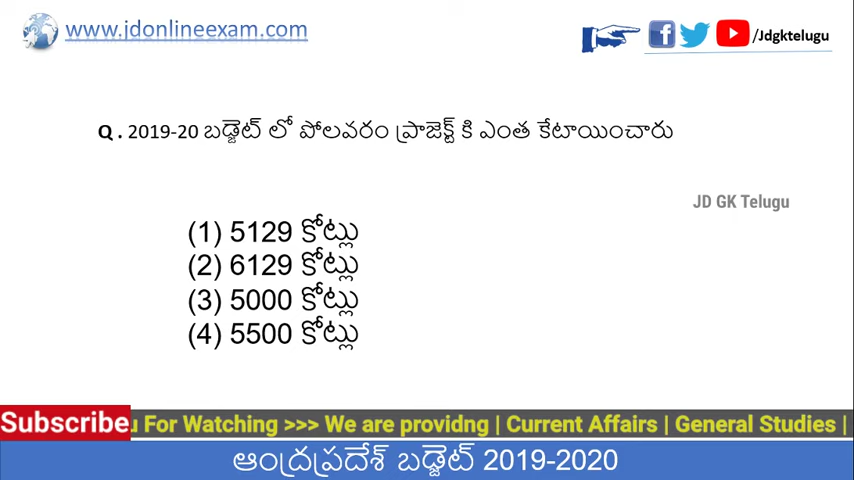 www.jdonlineexam.com
/Jdgktelugu
Q . 2019-20 బడ్జెట్ లో పోలవరం ప్రాజెక్ట్ కి ఎంత కేటాయించారు
JD GK Telugu
(1) 5129 కోట్లు
(2) 6129 కోట్లు
(3) 5000 కోట్లు
(4) 5500 కోట్లు
Subscribe
For Watching >>> We are providng | Current Affairs | General Studies |
ఆంధ్రప్రదేశ్ బడ్జెట్ 2019-2020